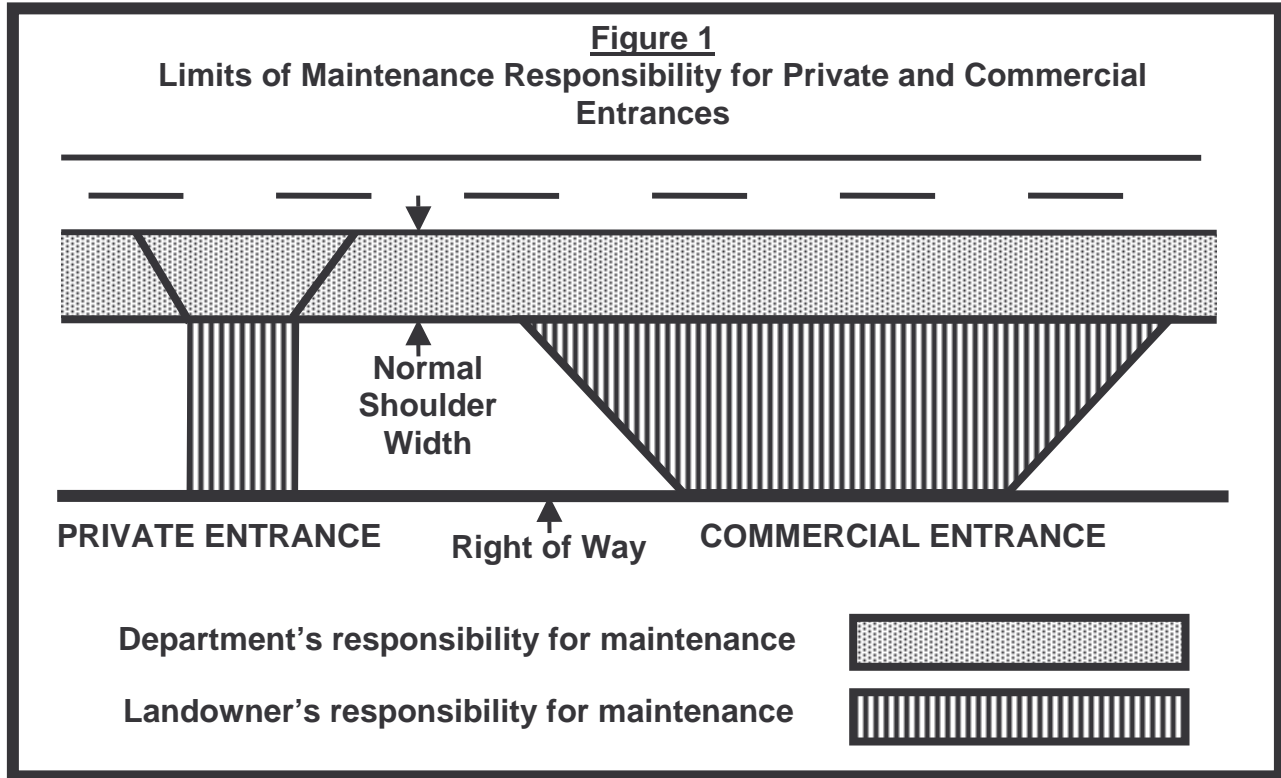 Figure 1
Limits of Maintenance Responsibility for Private and Commercial
Entrances
Normal
Shoulder
Width
PRIVATE ENTRANCE
Right of Way
COMMERCIAL ENTRANCE
Department’s responsibility for maintenance
Landowner’s responsibility for maintenance